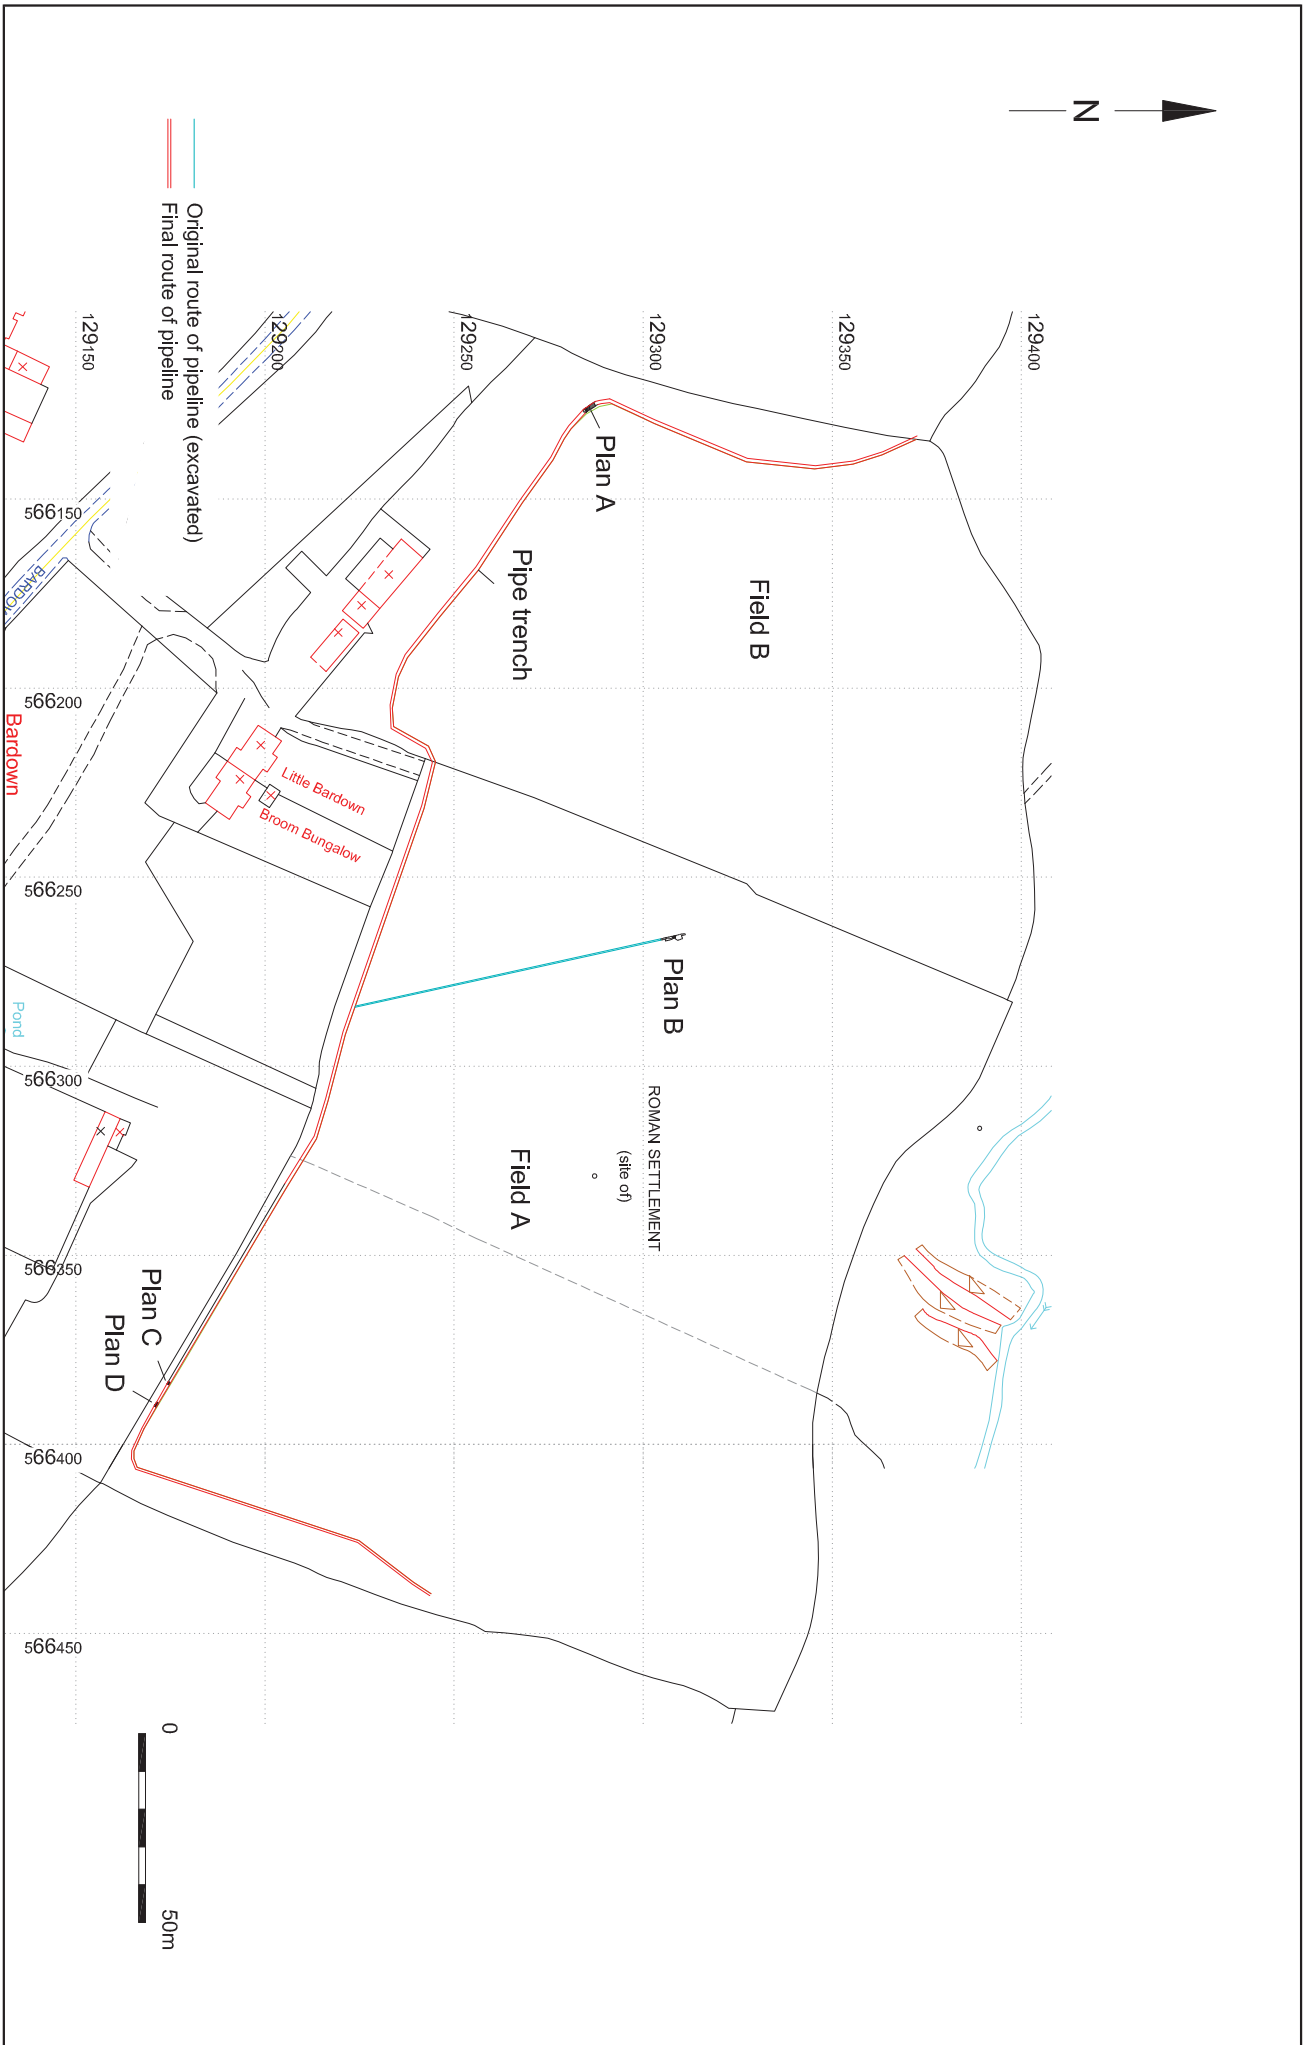 N
129400
129350
129300
129250
129200
129150
Field B
Plan A
Pipe trench
Plan B
ROMAN SETTLEMENT
(site of)
Field A
Little Bardown
Broom Bungalow
Plan C
Plan D
BARDOW
Bardown
Pond
566150
566200
566250
566300
566350
566400
566450
Original route of pipeline (excavated)
Final route of pipeline
0
50m